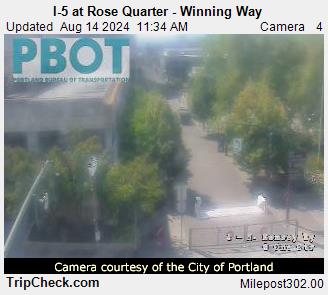 I-5 at Rose Quarter - Winning Way
Updated Aug 14 2024 11:34 AM Camera 4
PBOT
PORTLAND BUREAU OF TRANSPORTATION
Camera courtesy of the City of Portland
TripCheck.com Milepost302.00